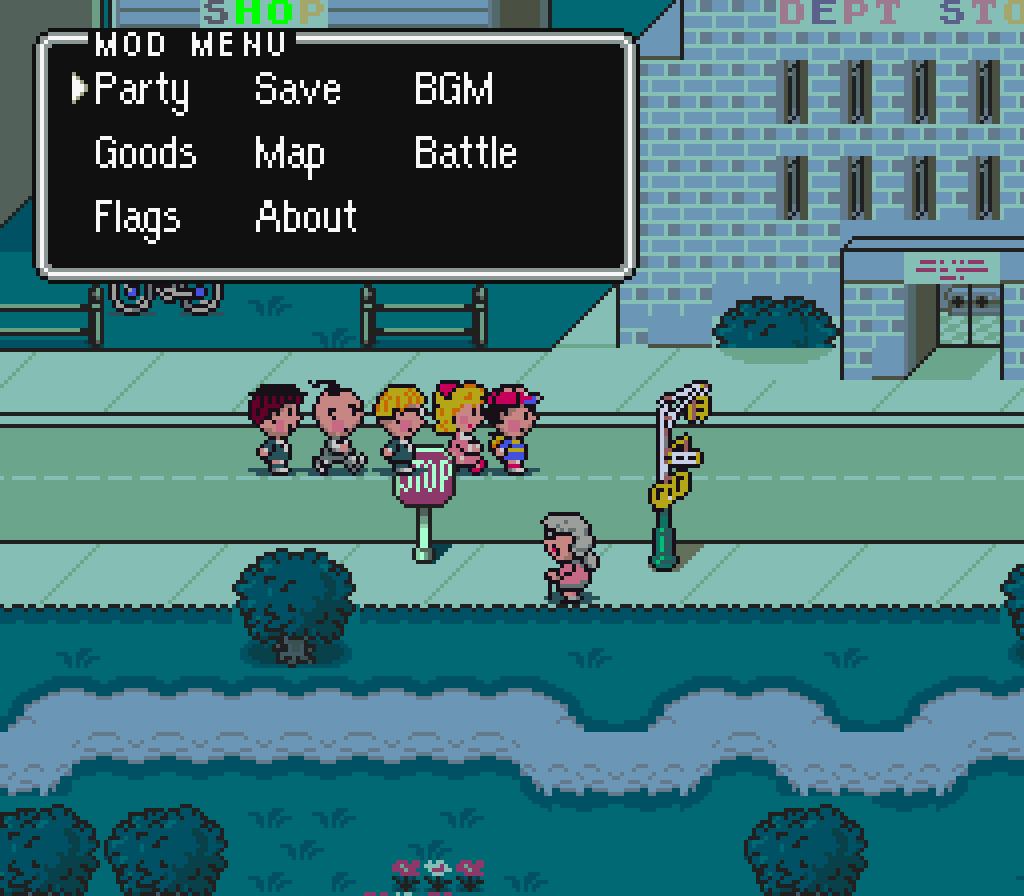 SHOP
DEPT STO
MOD MENU
Party Save BGM
Goods Map Battle
Flags About
STOP